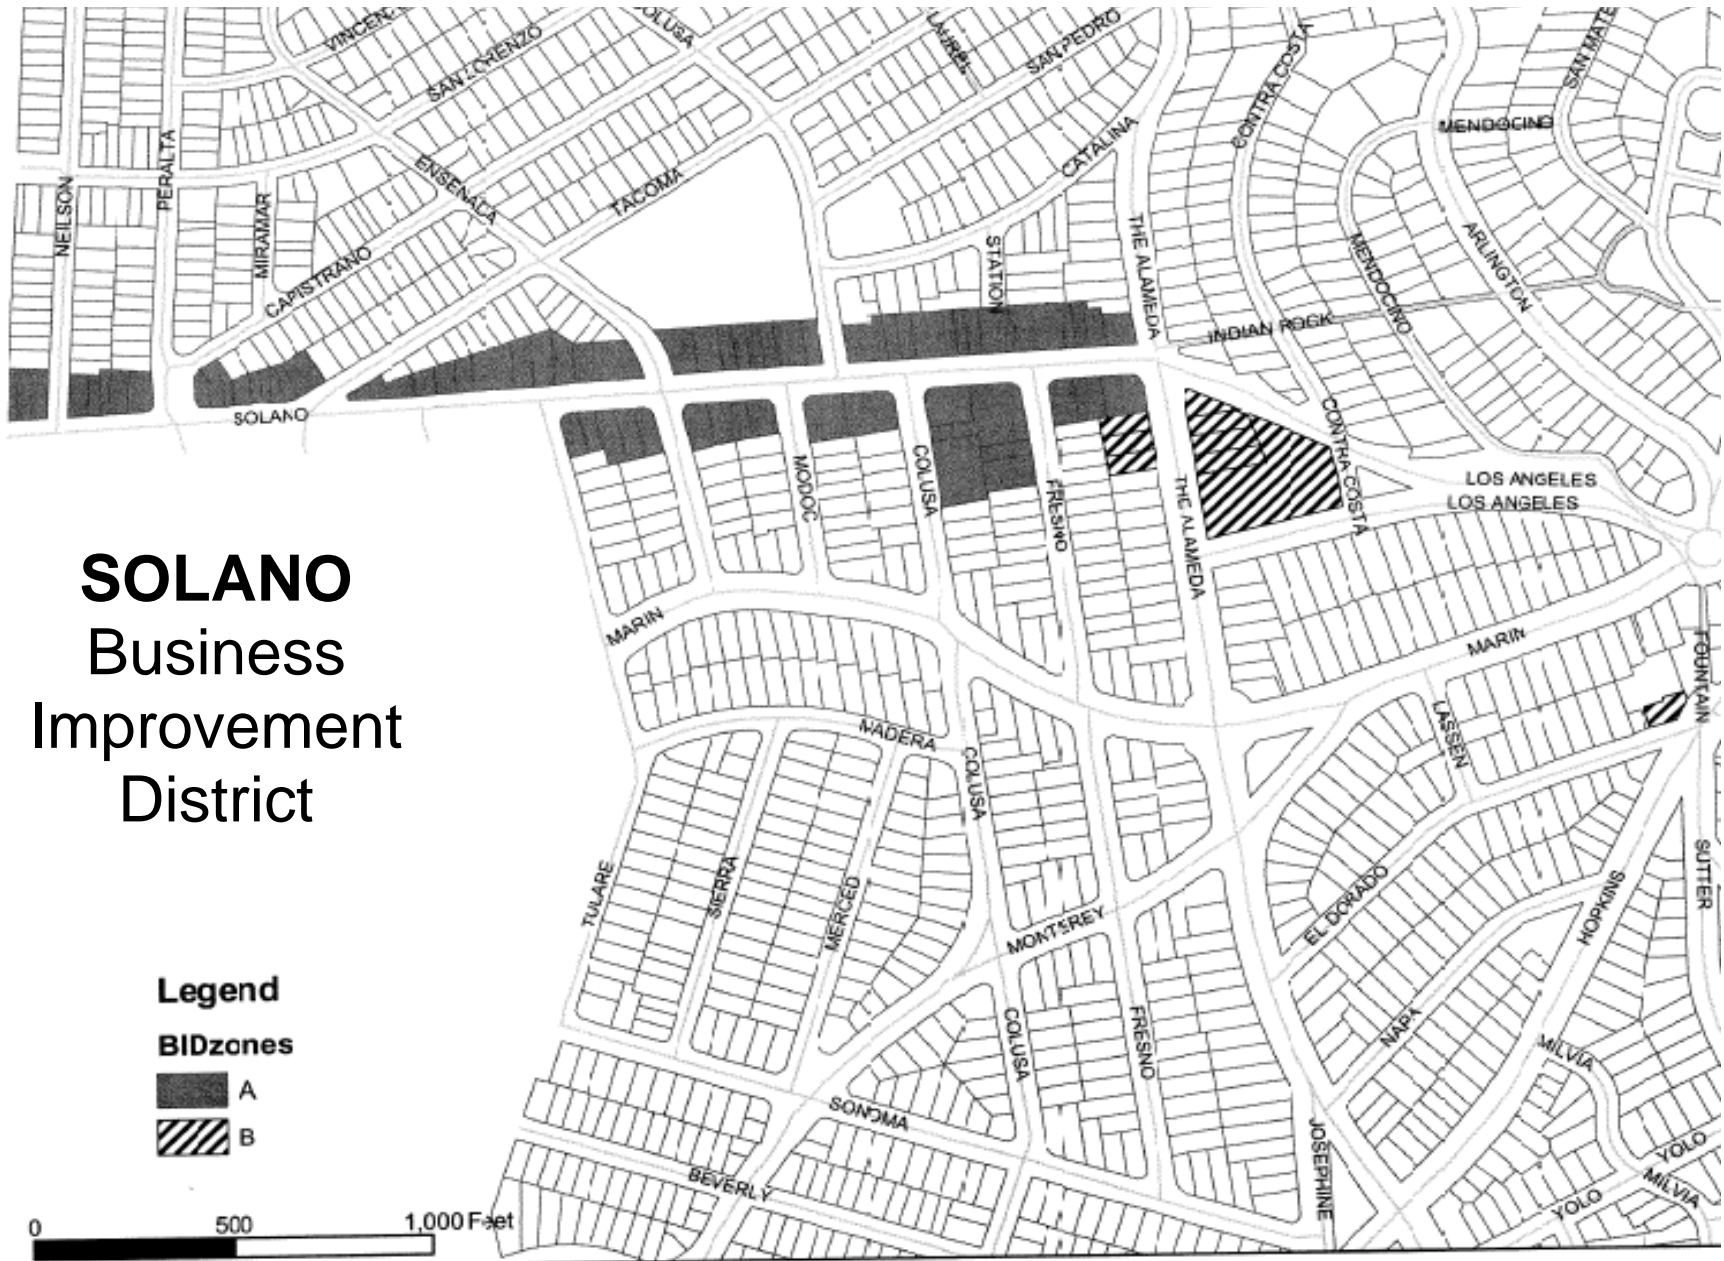 VINCEN
SAN LORENZO
COLUSA
LAUREL
SAN PEDRO
CONTRA COSTA
SAN MATE
MENDOCINO
CATALINA
PERALTA
NEILSON
MIRAMAR
ENSENADA
TACOMA
CAPISTRANO
STATION
THE ALAMEDA
MENDOCINO
ARLINGTON
INDIAN ROCK
SOLANO
MODOC
COLUSA
FRESNO
THE ALAMEDA
CONTRA COSTA
LOS ANGELES
LOS ANGELES
SOLANO
Business
Improvement
District
MARIN
MARIN
FOUNTAIN
MADERA
COLUSA
LASSEN
TULARE
SIERRA
MERCED
MONTEREY
EL DORADO
HOPKINS
SUTTER
Legend
BIDzones
A
B
COLUSA
FRESNO
NAPA
MILVIA
SONOMA
BEVERLY
JOSEPHINE
YOLO
YOLO
MILVIA
0 500 1,000 Feet